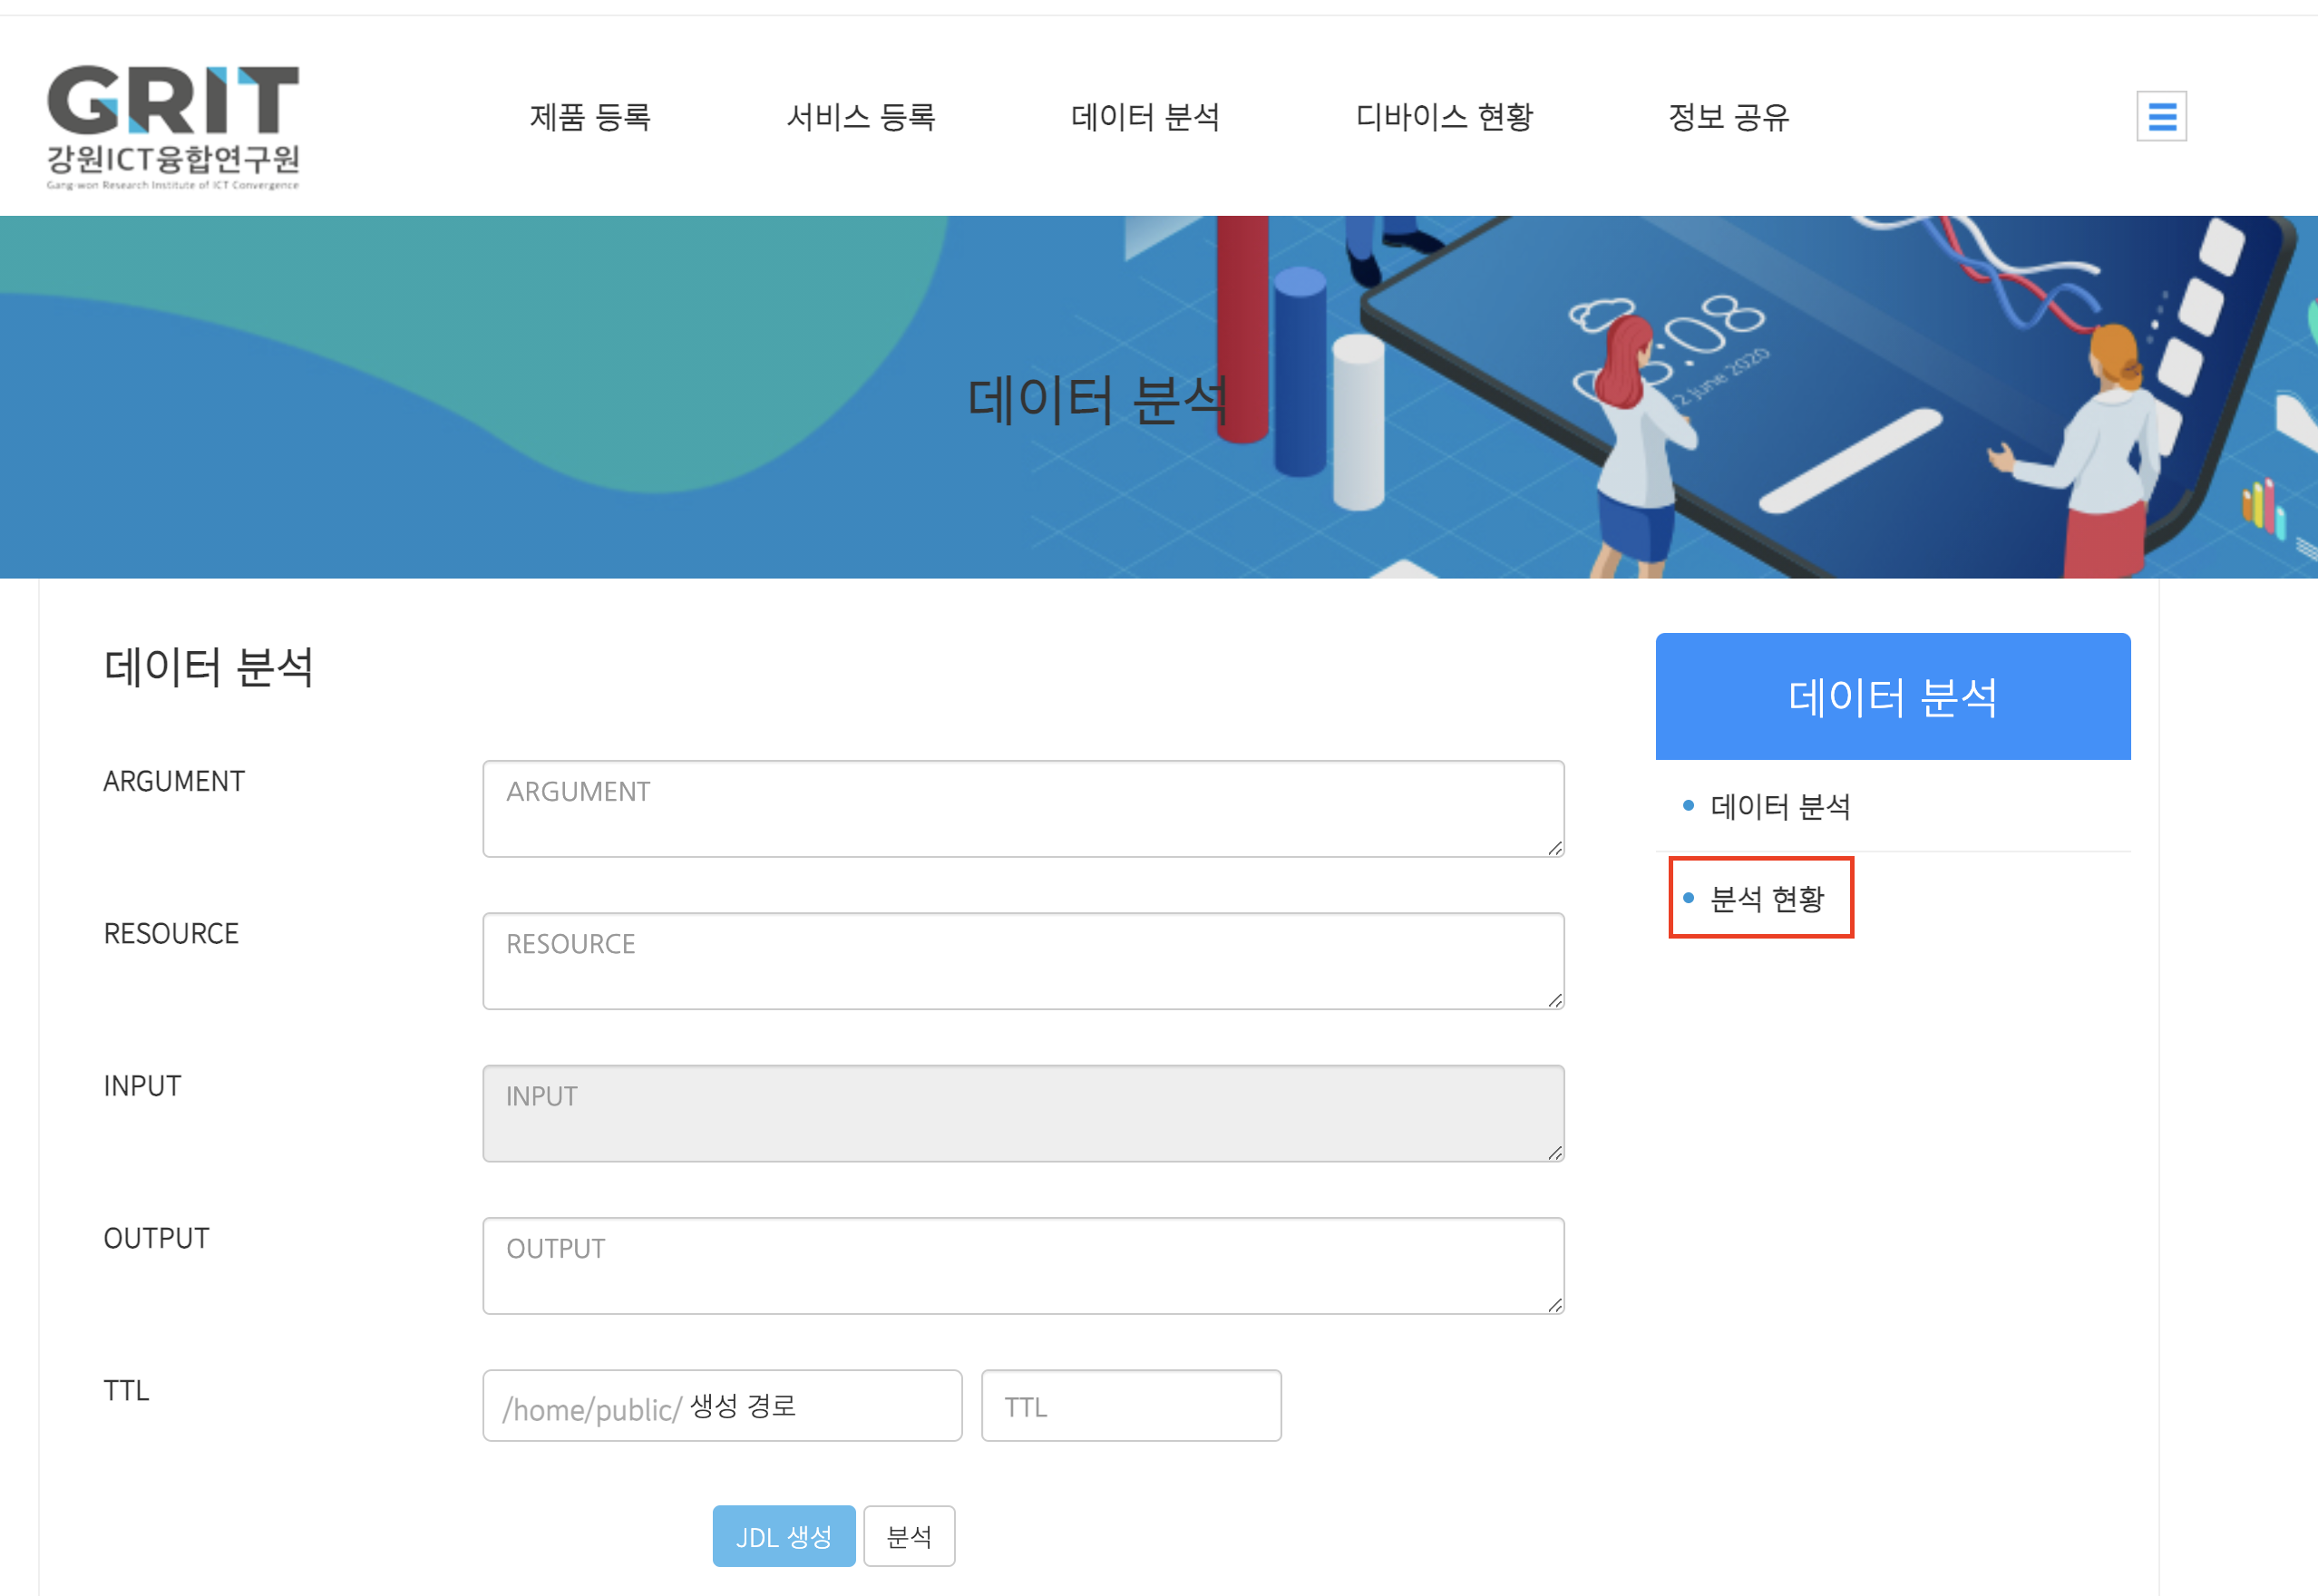 GRIT
강원ICT융합연구원
Gang-won Research Institute of ICT Convergence
제품 등록 서비스 등록 데이터 분석 디바이스 현황 정보 공유
:08
2 june 2020
데이터 분석
데이터 분석
ARGUMENT
ARGUMENT
RESOURCE
RESOURCE
INPUT
INPUT
OUTPUT
OUTPUT
TTL
/home/public/ 생성 경로 TTL
JDL 생성 분석
데이터 분석
데이터 분석
분석 현황